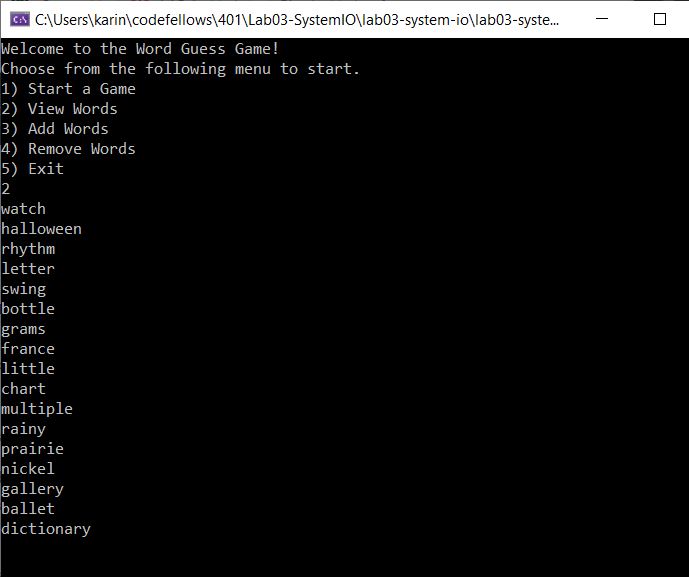 C:\Users\karin\codefellows\401\Lab03-SystemIO\lab03-system-io\lab03-syste...
Welcome to the Word Guess Game!
Choose from the following menu to start.
1) Start a Game
2) View Words
3) Add Words
4) Remove Words
5) Exit
2
watch
halloween
rhythm
letter
swing
bottle
grams
france
little
chart
multiple
rainy
prairie
nickel
gallery
ballet
dictionary